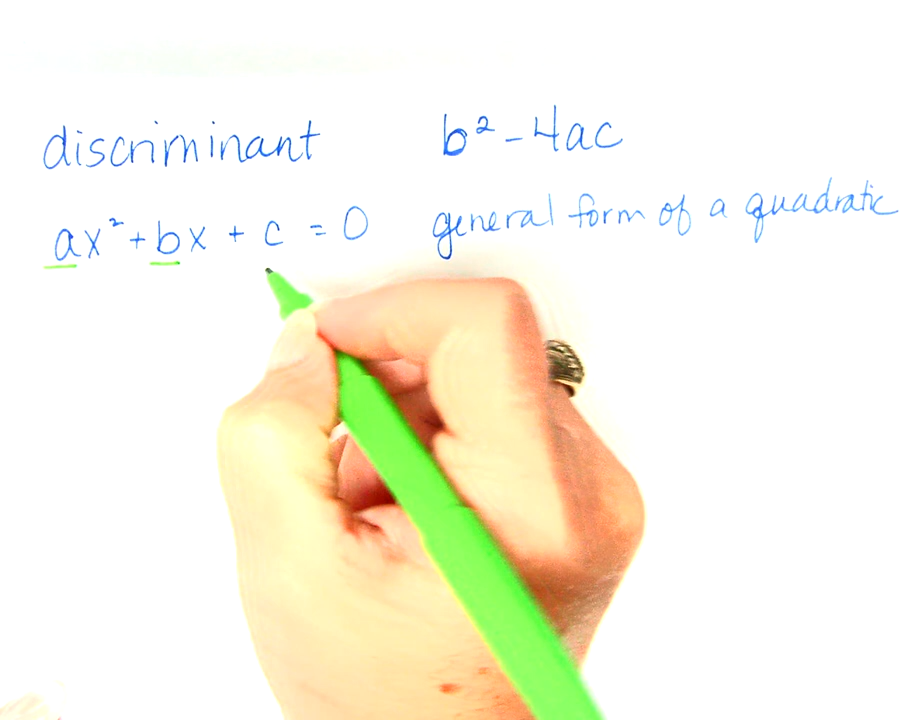 discriminant b² - 4ac
ax² + bx + c = 0 general form of a quadratic